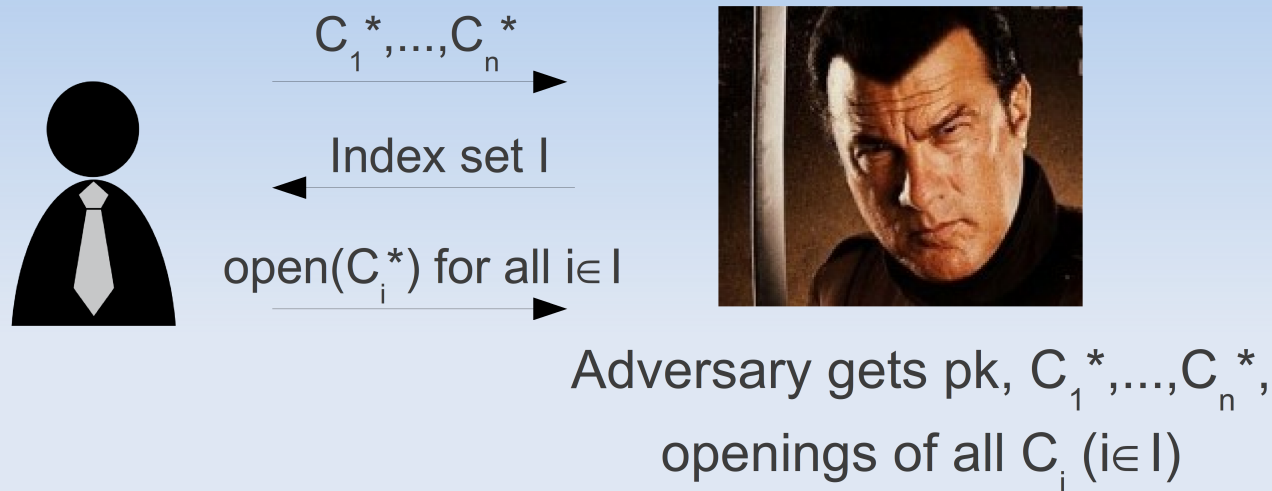 C₁*,...,Cₙ*
Index set I
open(Cᵢ*) for all i∈I
Adversary gets pk, C₁*,...,Cₙ*,
openings of all Cᵢ (i∈I)